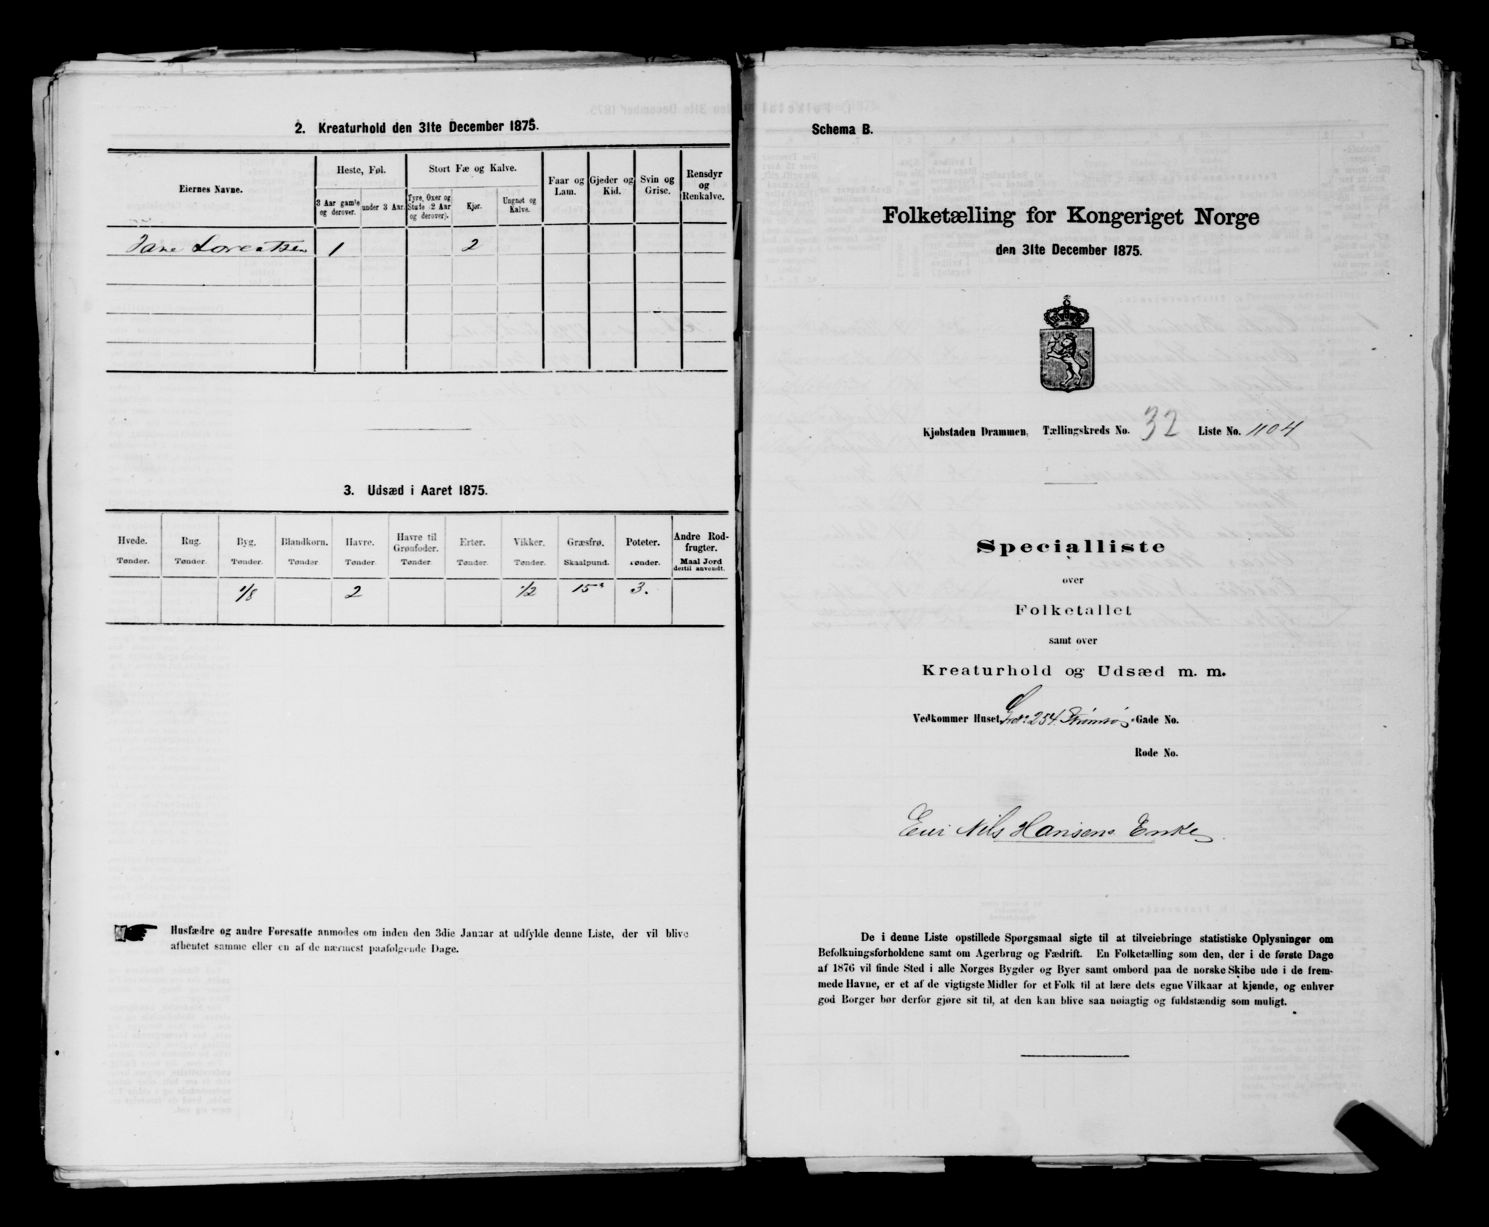 2. Kreaturhold den 31te December 1875.
Eiernes Navne.
Heste, Føl.
Stort Fæ og Kalve.
Faar og Lam.
Gjeder og Kid.
Svin og Grise.
Rensdyr og Renkalve.
3 Aar gamle og derover.
under 3 Aar.
Tyre, Oxer og Stude (2 Aar og derover).
Kjør.
Ungnøt og Kalve.
Lorentsen 1 2
3. Udsæd i Aaret 1875.
Hvede. Rug. Byg. Blandkorn. Havre. Havre til Grønfoder. Erter. Vikker. Græsfrø. Poteter. Andre Rodfrugter.
Tønder. Tønder. Tønder. Tønder Tønder Tønder. Tønder. Tønder. Skaalpund. Tønder. Maal Jord dertil anvendt.
1/8 2 1/2 15 3.
Husfædre og andre Foresatte anmodes om inden den 3die Januar at udfylde denne Liste, der vil blive
afhentet samme eller en af de nærmest paafølgende Dage.
Schema B.
Folketælling for Kongeriget Norge
den 31te December 1875.
Kjøbstaden Drammen, Tællingskreds No. 32 Liste No. 1104
Specialliste
over
Folketallet
samt over
Kreaturhold og Udsæd m. m.
Vedkommer Huset, 254. Strømsø Gade No.
Rode No.
Nils Hansens Enke
De i denne Liste opstillede Spørgsmaal sigte til at tilveiebringe statistiske Oplysninger om
Befolkningsforholdene samt om Agerbrug og Fædrift. En Folketælling som den, der i de første Dage
af 1876 vil finde Sted i alle Norges Bygder og Byer samt ombord paa de norske Skibe ude i de frem-
mede Havne, er et af de vigtigste Midler for et Folk til at lære dets egne Vilkaar at kjende, og enhver
god Borger bør derfor gjøre sit til, at den kan blive saa nøiagtig og fuldstændig som muligt.